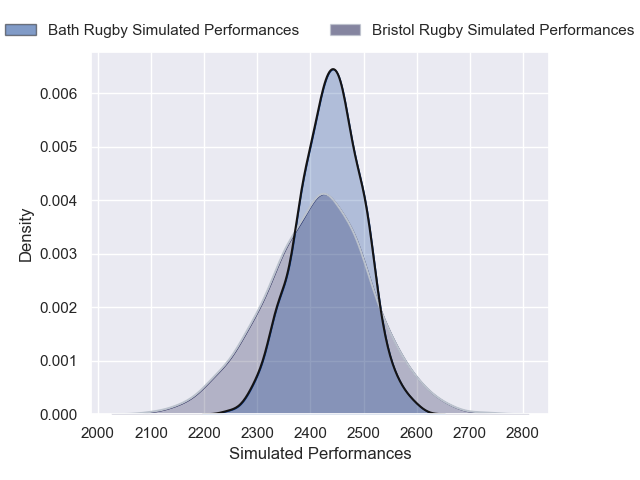 Bath Rugby Simulated Performances Bristol Rugby Simulated Performances
0.006
0.005
0.004
0.003
0.002
0.001
0.000
Density
2000 2100 2200 2300 2400 2500 2600 2700 2800
Simulated Performances